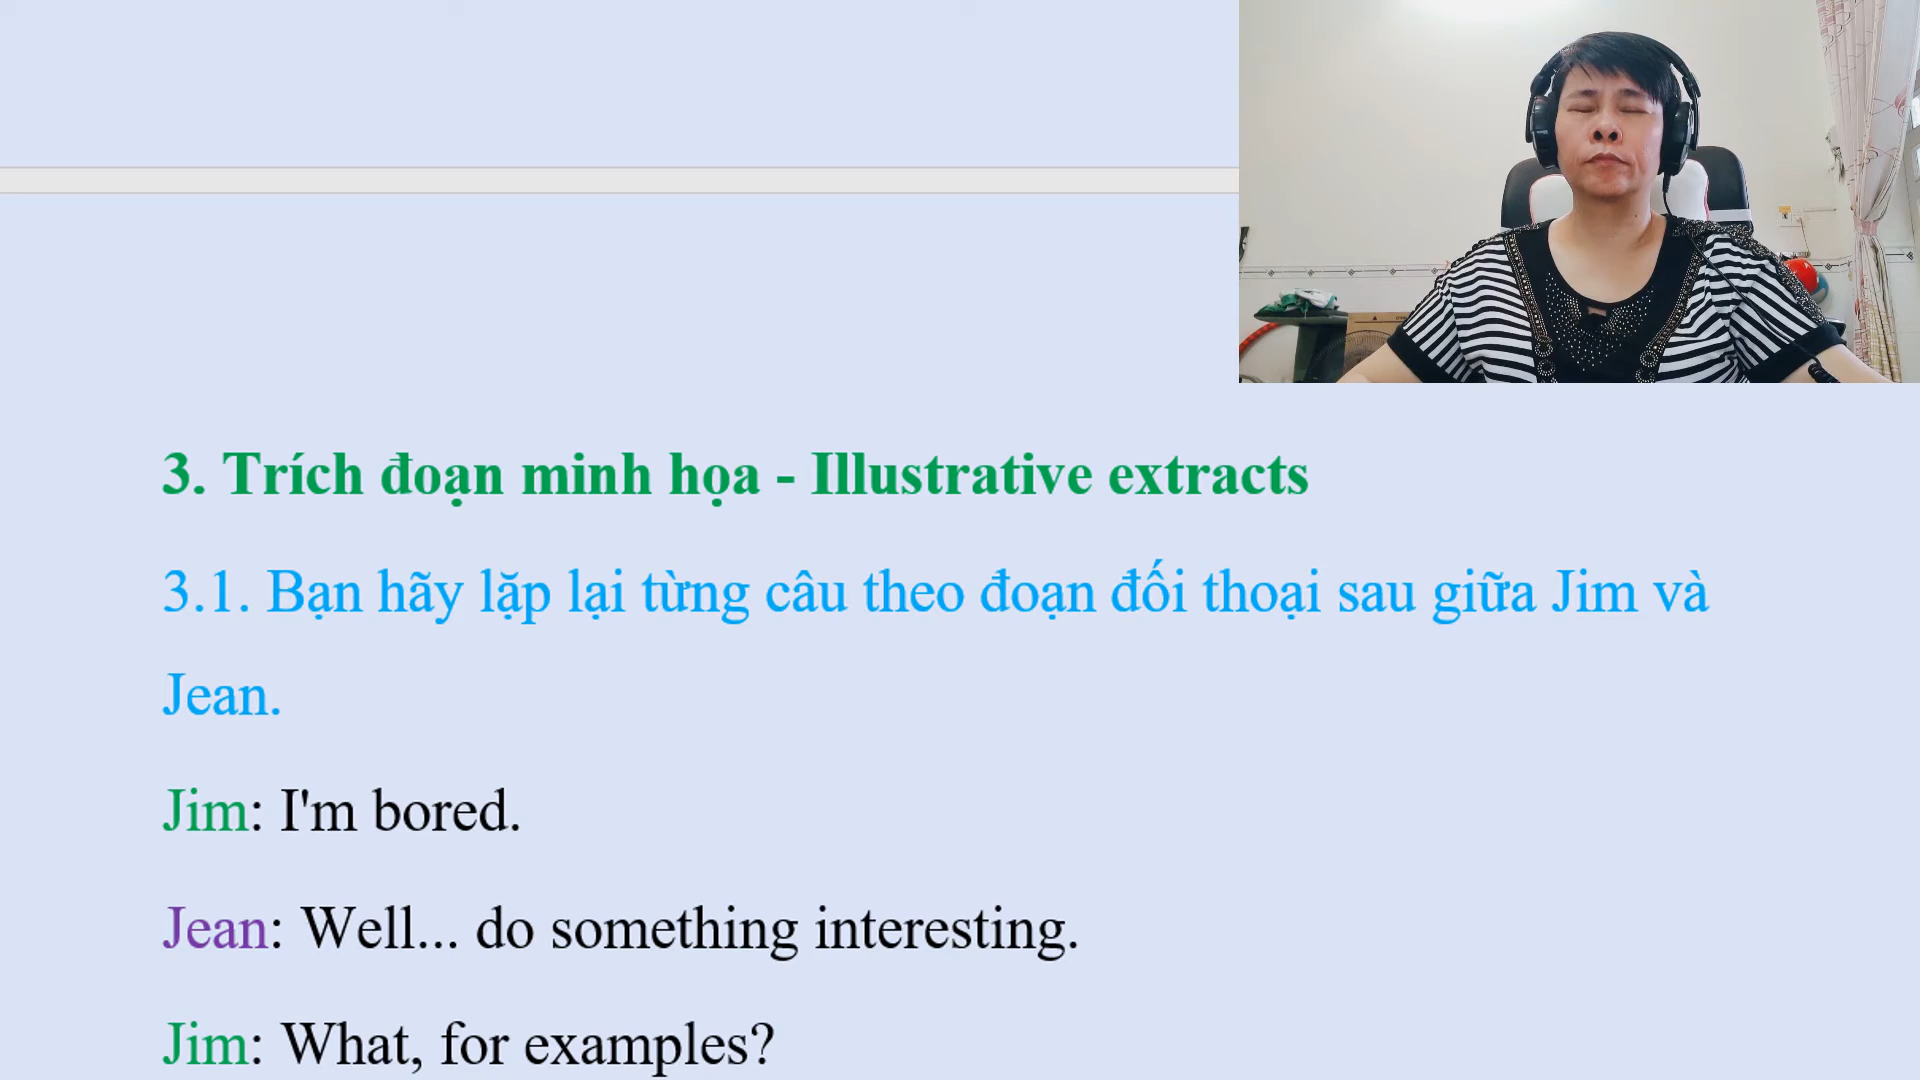 3. Trích đoạn minh họa - Illustrative extracts
3.1. Bạn hãy lặp lại từng câu theo đoạn đối thoại sau giữa Jim và
Jean.
Jim: I'm bored.
Jean: Well... do something interesting.
Jim: What, for examples?